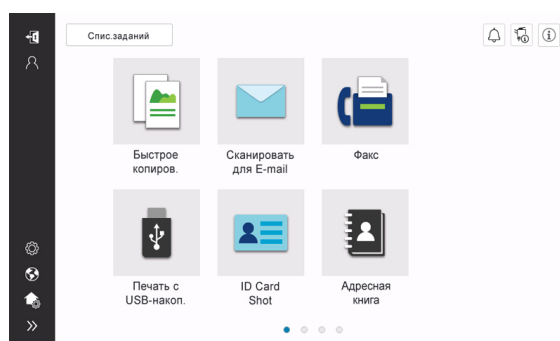 Спис.заданий
Быстрое
копиров.
Сканировать
для E-mail
Факс
Печать с
USB-накоп.
ID Card
Shot
Адресная
книга